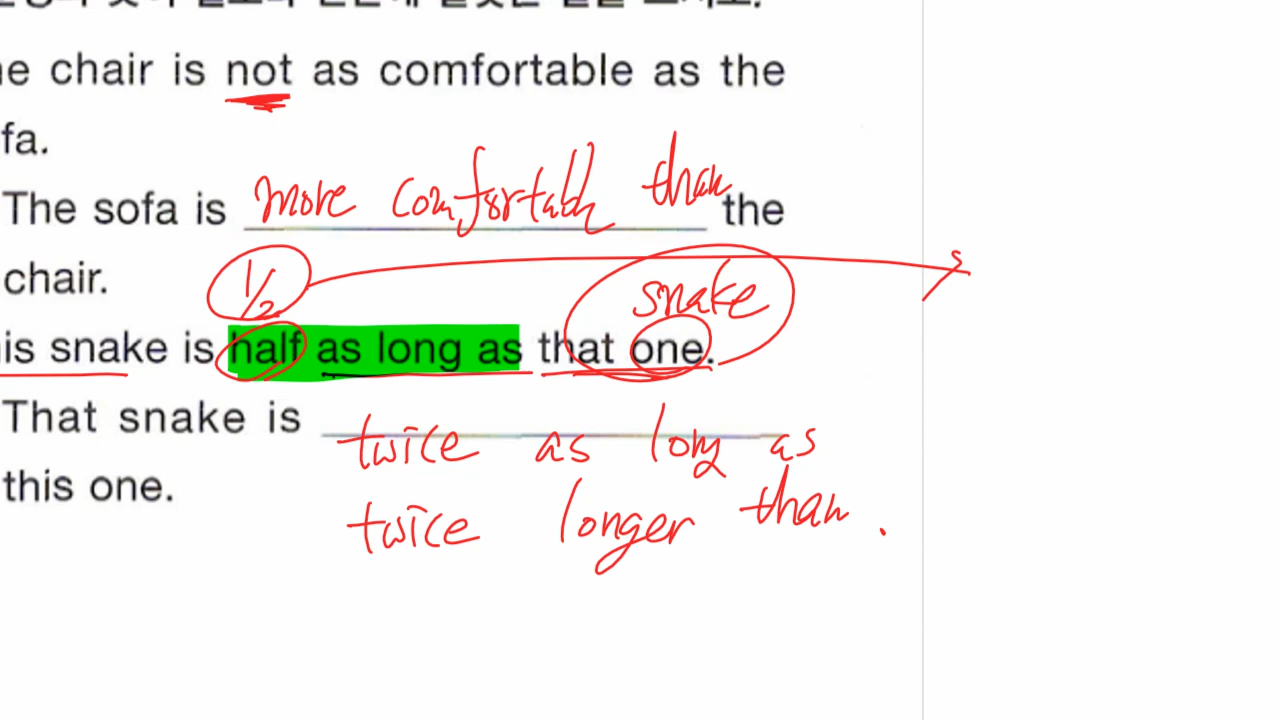 e chair is not as comfortable as the
fa.
The sofa is more comfortable than the
chair.
1/2 snake
is snake is half as long as that one.
That snake is twice as long as
this one. twice longer than.